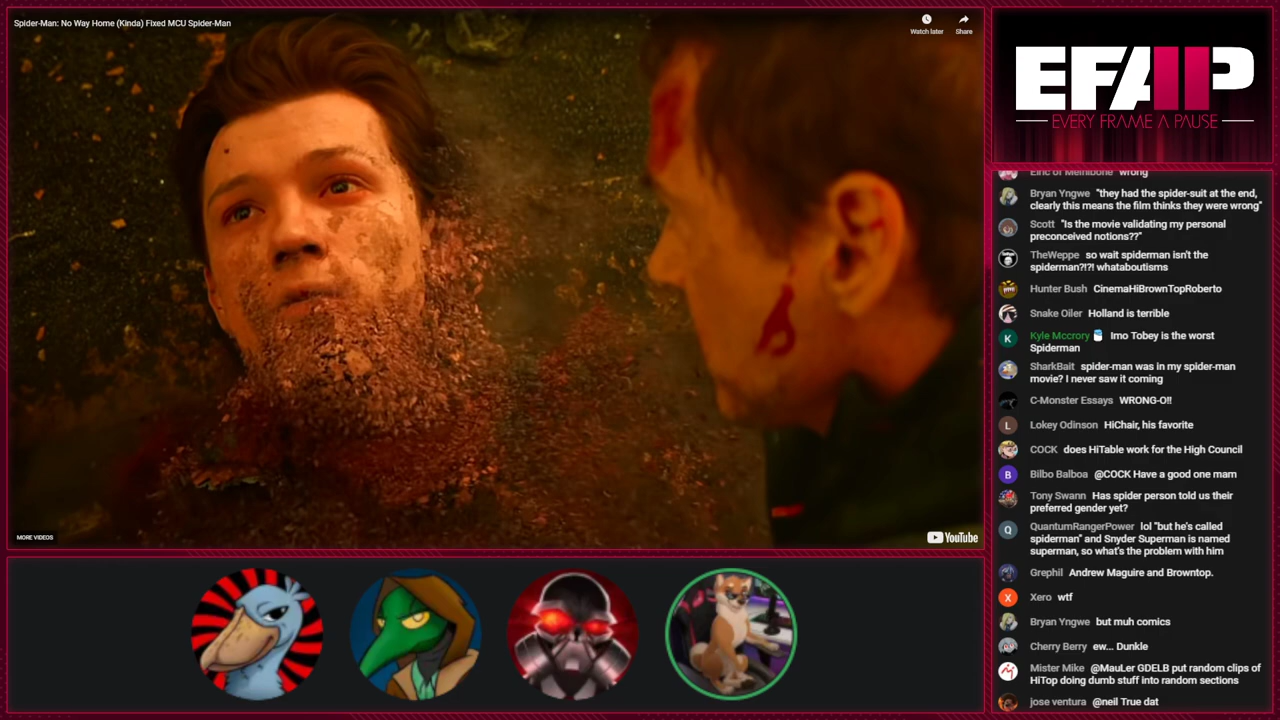 Spider-Man: No Way Home (Kinda) Fixed MCU Spider-Man
Watch later
Share
MORE VIDEOS
YouTube
EFAP
EVERY FRAME A PAUSE
Elric of Melnibone wrong
Bryan Yngwe "they had the spider-suit at the end,
clearly this means the film thinks they were wrong"
Scott "Is the movie validating my personal
preconceived notions??"
TheWeppe so wait spiderman isn't the
spiderman?!?! whataboutisms
Hunter Bush CinemaHiBrownTopRoberto
Snake Oiler Holland is terrible
K
Kyle Mccrory Imo Tobey is the worst
Spiderman
SharkBait spider-man was in my spider-man
movie? I never saw it coming
C-Monster Essays WRONG-O!!
L
Lokey Odinson HiChair, his favorite
COCK does HiTable work for the High Council
B
Bilbo Balboa @COCK Have a good one mam
Tony Swann Has spider person told us their
preferred gender yet?
Q
QuantumRangerPower lol "but he's called
spiderman" and Snyder Superman is named
superman, so what's the problem with him
Grephil Andrew Maguire and Browntop.
X
Xero wtf
Bryan Yngwe but muh comics
Cherry Berry ew... Dunkle
Mister Mike @MauLer GDELB put random clips of
HiTop doing dumb stuff into random sections
jose ventura @neil True dat